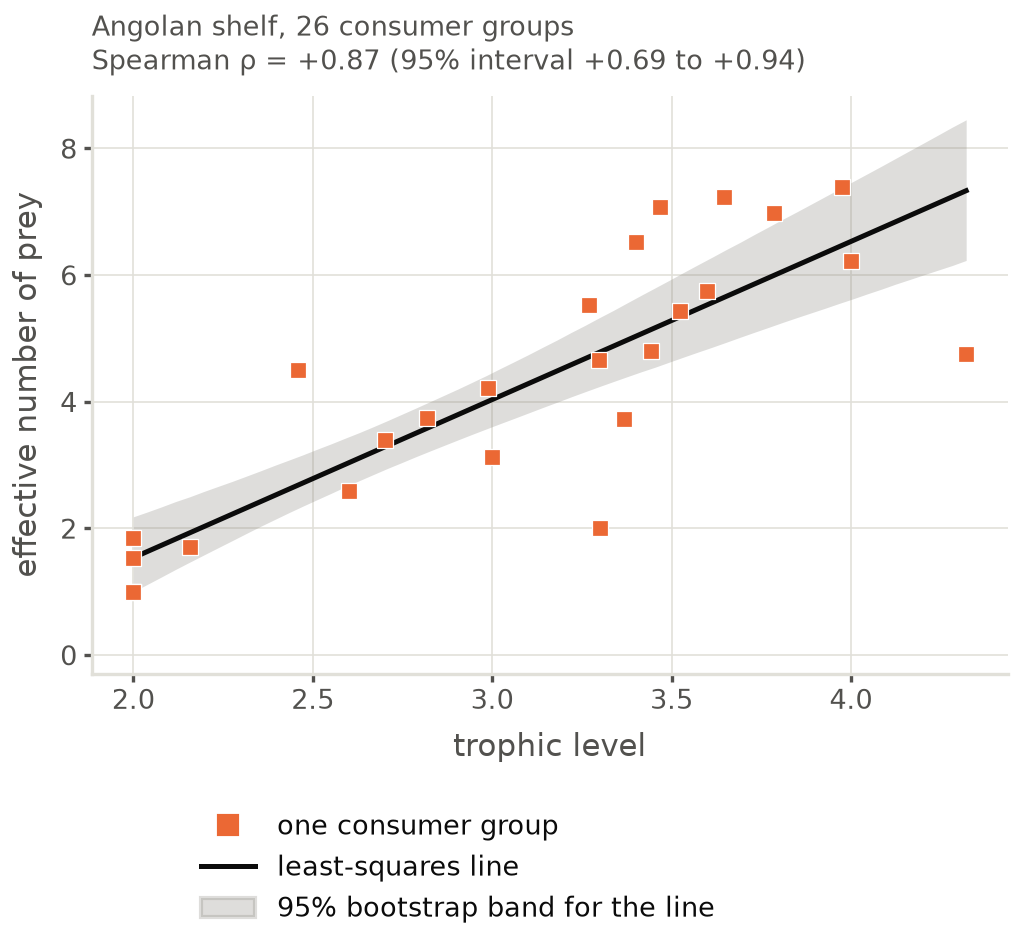 Angolan shelf, 26 consumer groups
Spearman ρ = +0.87 (95% interval +0.69 to +0.94)
effective number of prey
8
6
4
2
0
2.0 2.5 3.0 3.5 4.0
trophic level
one consumer group
least-squares line
95% bootstrap band for the line